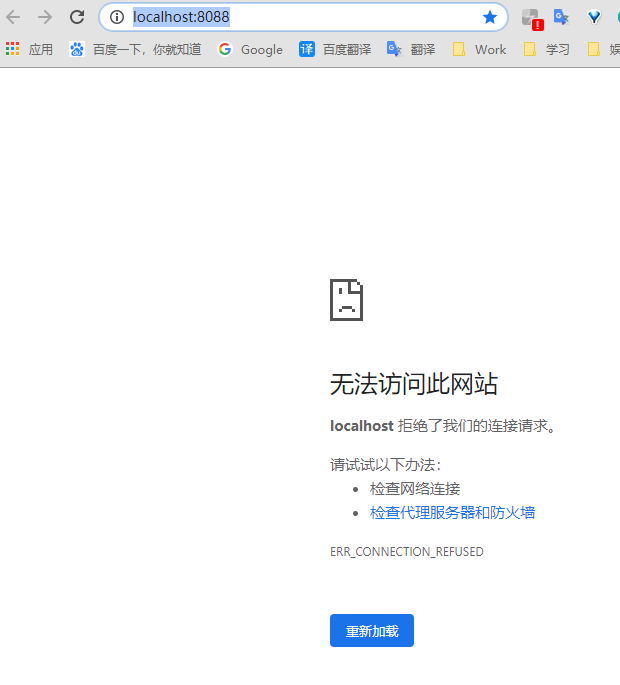 localhost:8088
应用 百度一下，你就知道 Google 译 百度翻译 翻译 Work 学习 娱
无法访问此网站
localhost 拒绝了我们的连接请求。
请试试以下办法：
检查网络连接
检查代理服务器和防火墙
ERR_CONNECTION_REFUSED
重新加载